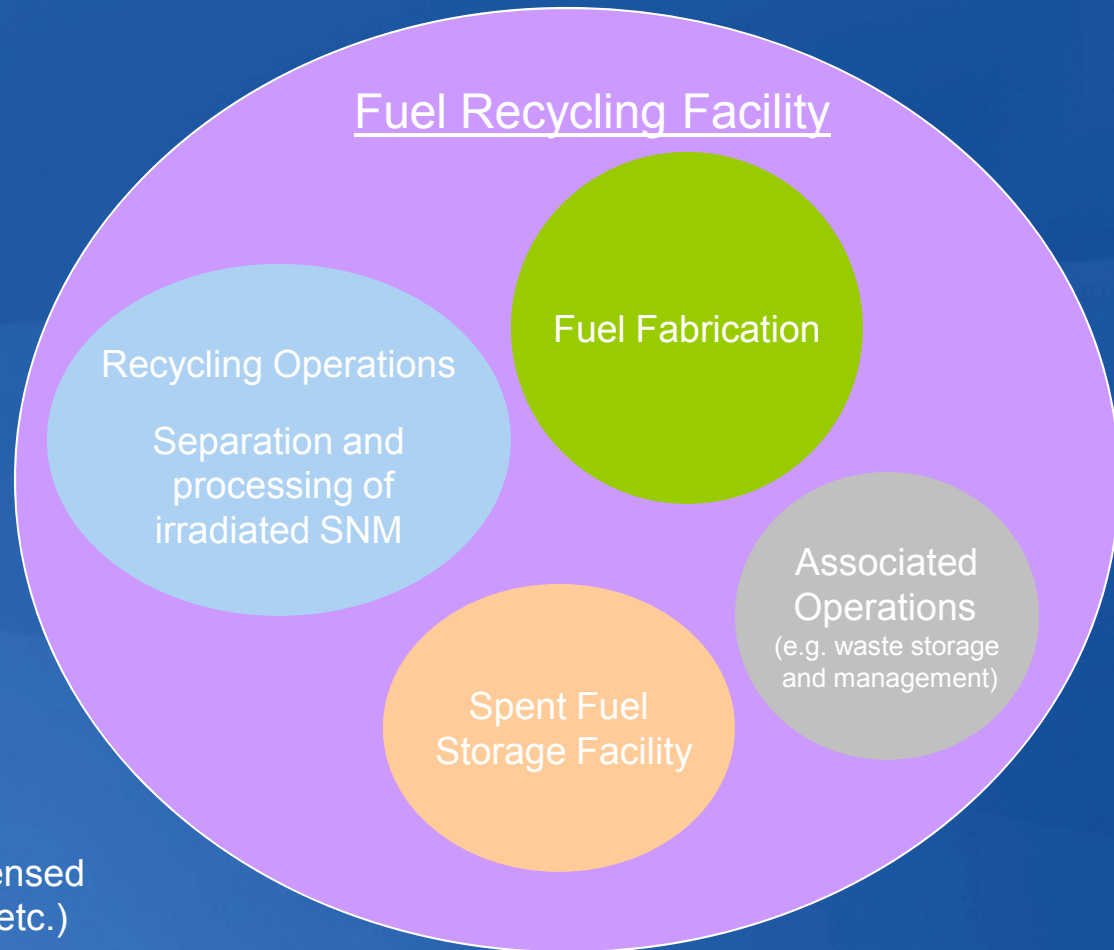 Fuel Recycling Facility
Fuel Fabrication
Recycling Operations
Separation and
processing of
irradiated SNM
Associated
Operations
(e.g. waste storage
and management)
Spent Fuel
Storage Facility
etc.)